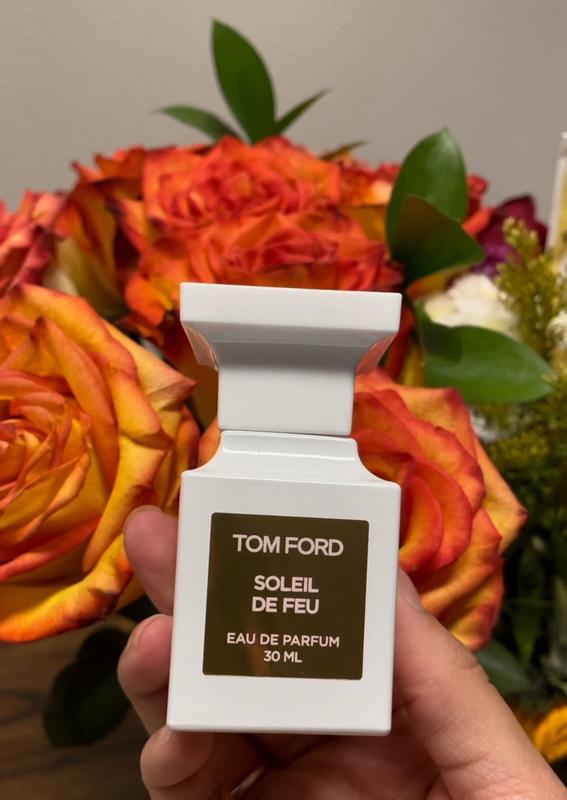 TOM FORD
SOLEIL
DE FEU
EAU DE PARFUM
30 ML